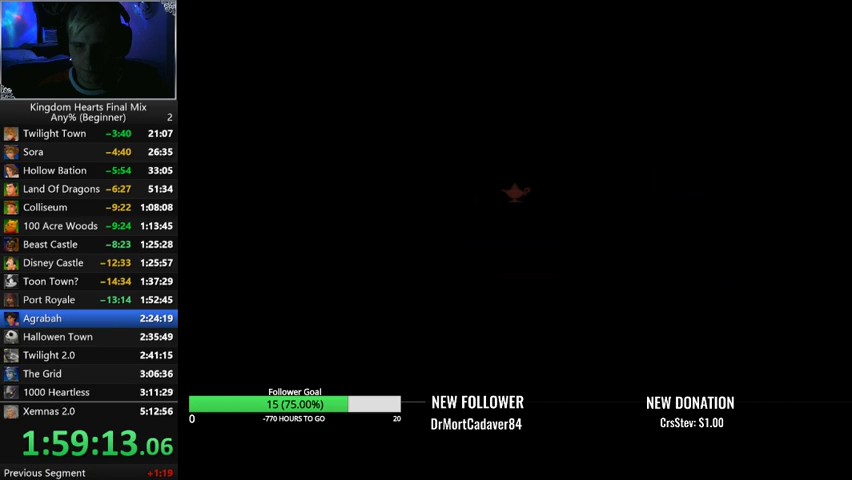 Kingdom Hearts Final Mix
Any% (Beginner) 2
Twilight Town −3:40 21:07
Sora −4:40 26:35
Hollow Bation −5:54 33:05
Land Of Dragons −6:27 51:34
Colliseum −9:22 1:08:08
100 Acre Woods −9:24 1:13:45
Beast Castle −8:23 1:25:28
Disney Castle −12:33 1:25:57
Toon Town? −14:34 1:37:29
Port Royale −13:14 1:52:45
Agrabah 2:24:19
Hallowen Town 2:35:49
Twilight 2.0 2:41:15
The Grid 3:06:36
1000 Heartless 3:11:29
Xemnas 2.0 5:12:56
1:59:13.06
Previous Segment +1:19
Follower Goal
15 (75.00%)
0 -770 HOURS TO GO 20
NEW FOLLOWER
DrMortCadaver84
NEW DONATION
CrsStev: $1.00